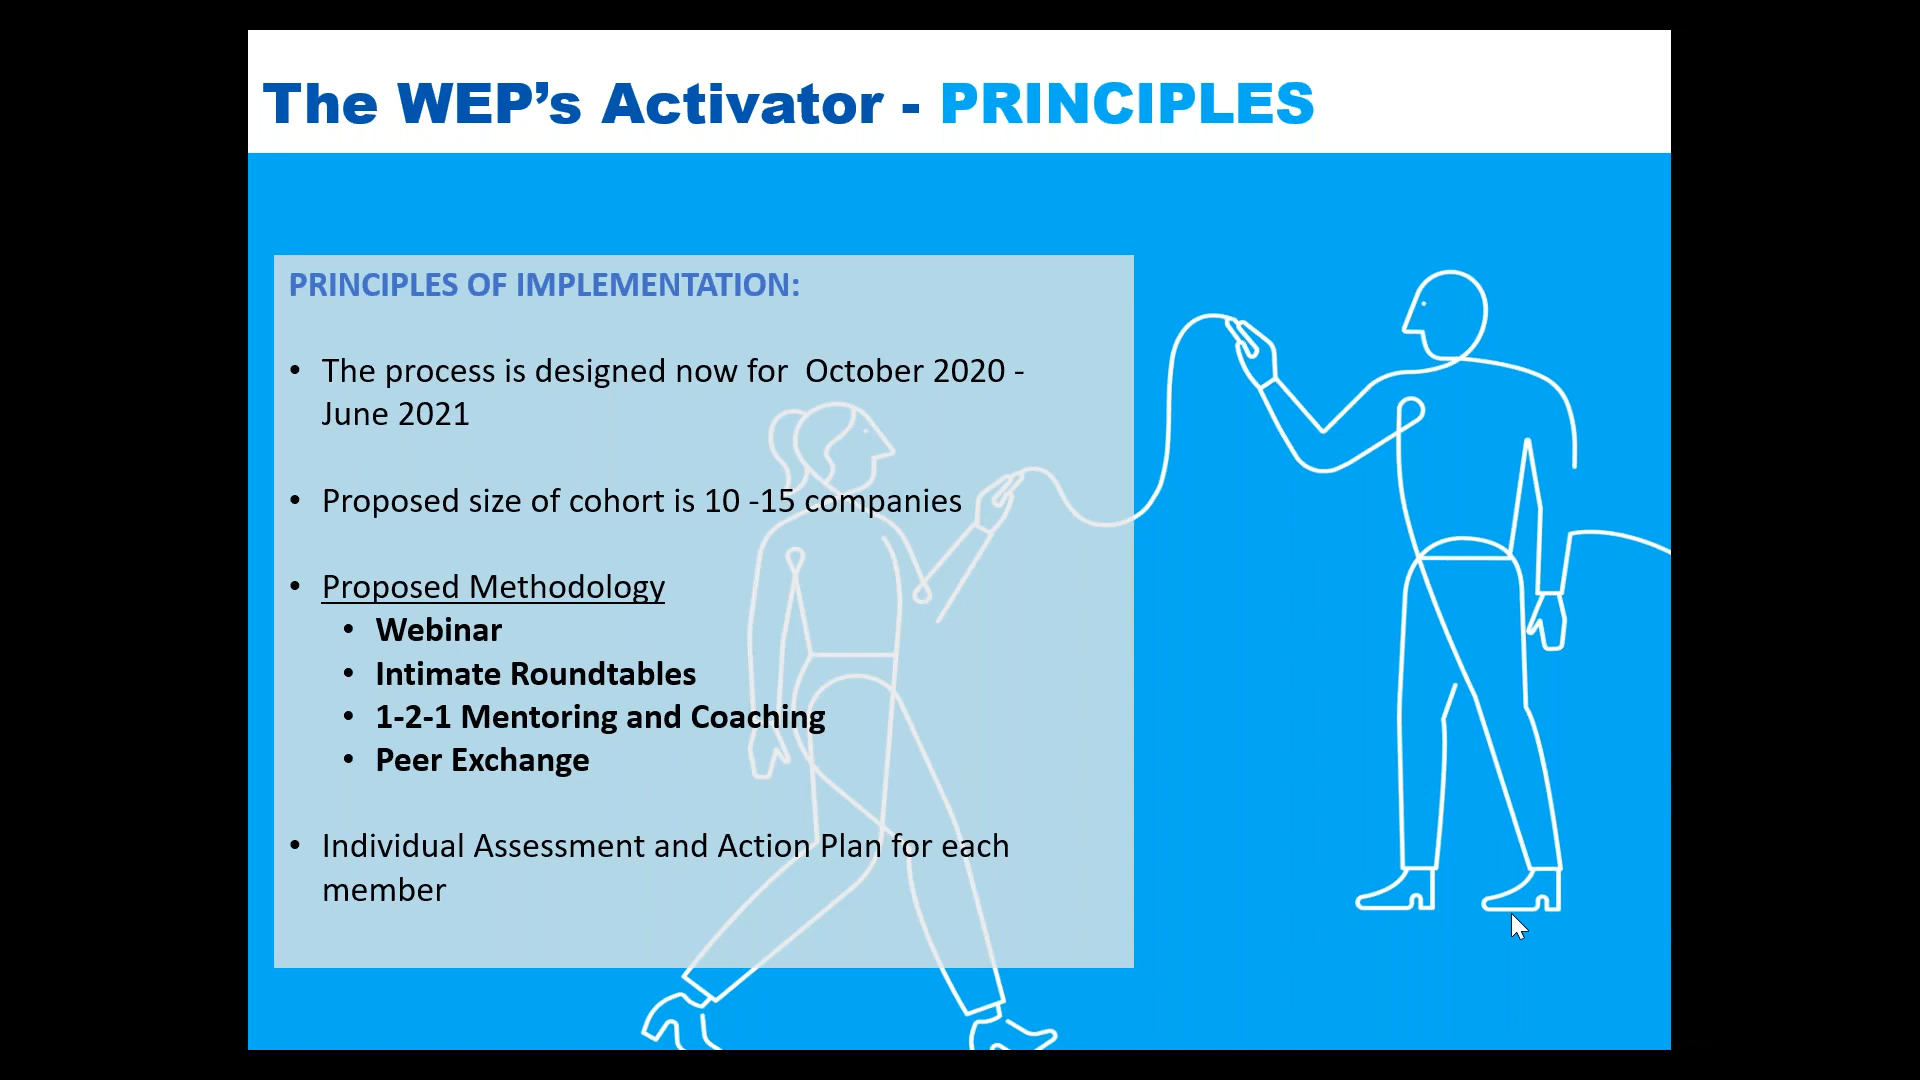 The WEP’s Activator - PRINCIPLES
PRINCIPLES OF IMPLEMENTATION:
• The process is designed now for  October 2020 -
June 2021
• Proposed size of cohort is 10 -15 companies
• Proposed Methodology
• Webinar
• Intimate Roundtables
• 1-2-1 Mentoring and Coaching
• Peer Exchange
• Individual Assessment and Action Plan for each
member